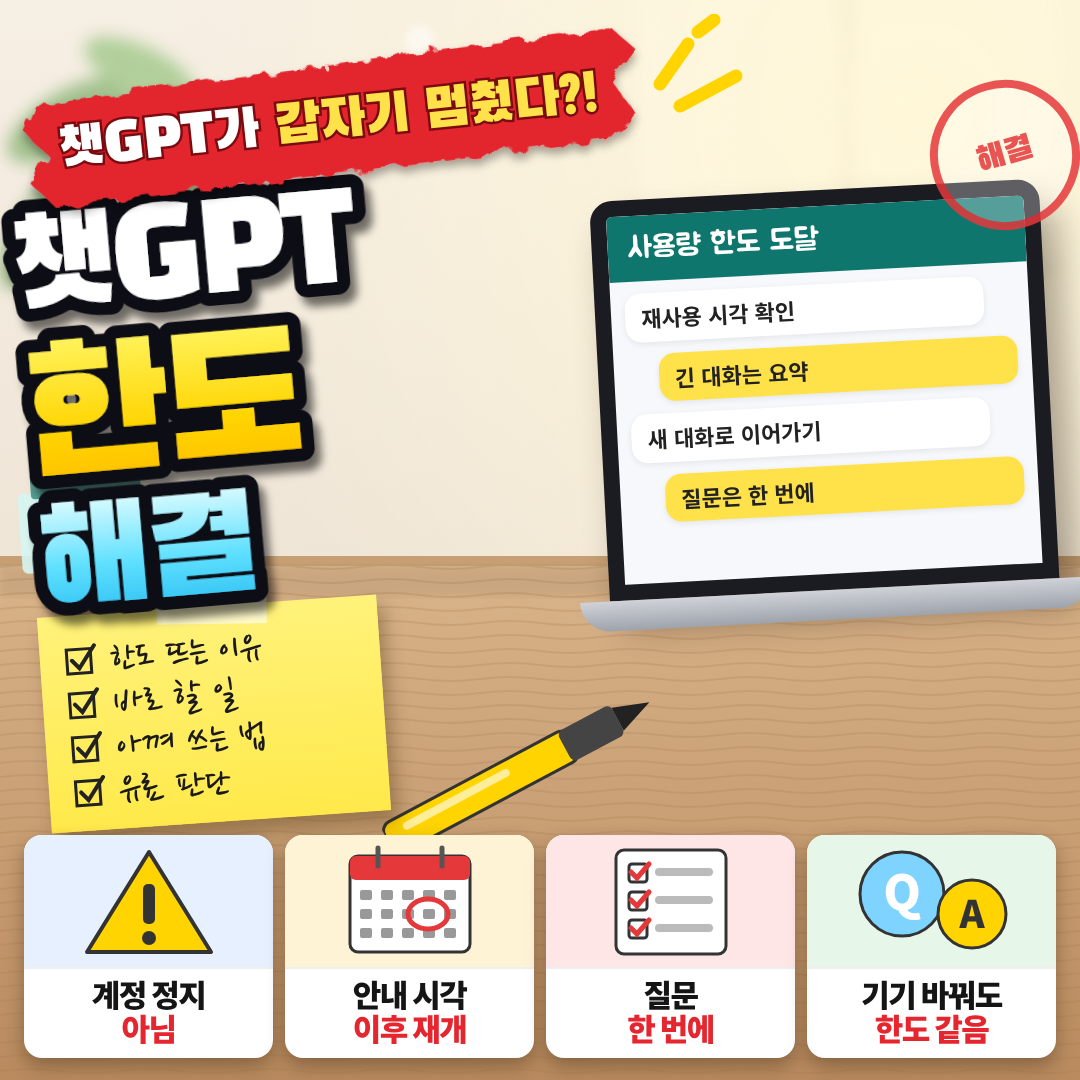 챗GPT가 갑자기 멈췄다?!
해결
챗GPT
한도
해결
사용량 한도 도달
재사용 시각 확인
긴 대화는 요약
새 대화로 이어가기
질문은 한 번에
한도 뜨는 이유
바로 할 일
아껴 쓰는 법
유료 판단
계정 정지
아님
안내 시각
이후 재개
질문
한 번에
Q
A
기기 바꿔도
한도 같음